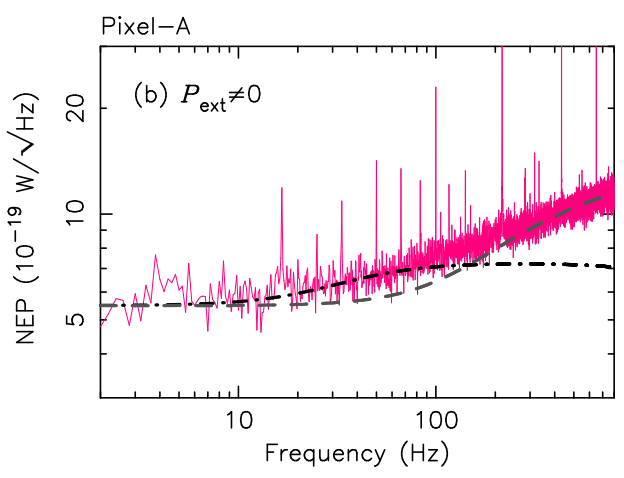 Pixel−A
(b) Pext≠0
NEP (10−19 W/√Hz)
20
10
5
10
100
Frequency (Hz)